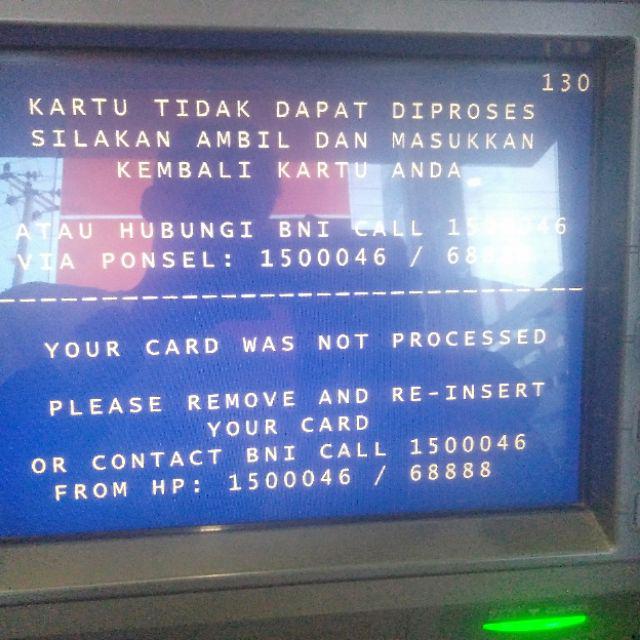 130
KARTU TIDAK DAPAT DIPROSES
SILAKAN AMBIL DAN MASUKKAN
KEMBALI KARTU ANDA
ATAU HUBUNGI BNI CALL 1500046
VIA PONSEL: 1500046 / 68888
YOUR CARD WAS NOT PROCESSED
PLEASE REMOVE AND RE-INSERT
YOUR CARD
OR CONTACT BNI CALL 1500046
FROM HP: 1500046 / 68888